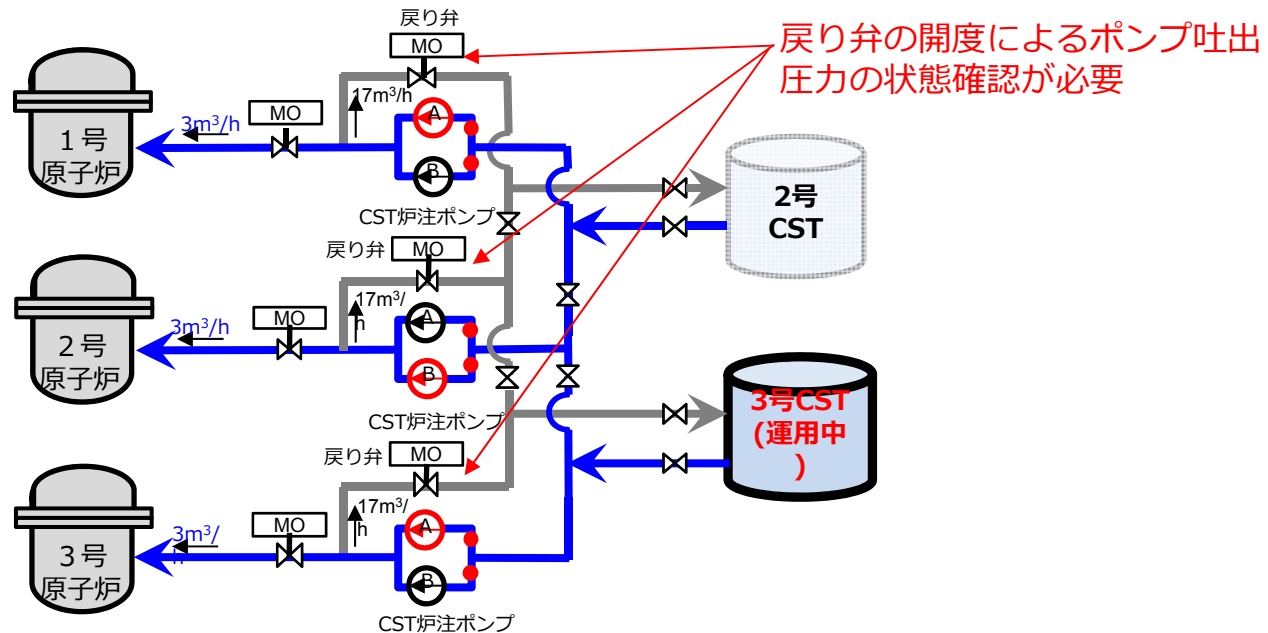 戻り弁
MO
戻り弁の開度によるポンプ吐出
圧力の状態確認が必要
17m³/h
MO
3m³/h
A
B
1号
原子炉
CST炉注ポンプ
2号
CST
戻り弁
MO
17m³/
h
MO
3m³/h
A
B
2号
原子炉
CST炉注ポンプ
3号CST
(運用中
)
戻り弁
MO
17m³/
h
MO
3m³/
h
A
B
3号
原子炉
CST炉注ポンプ